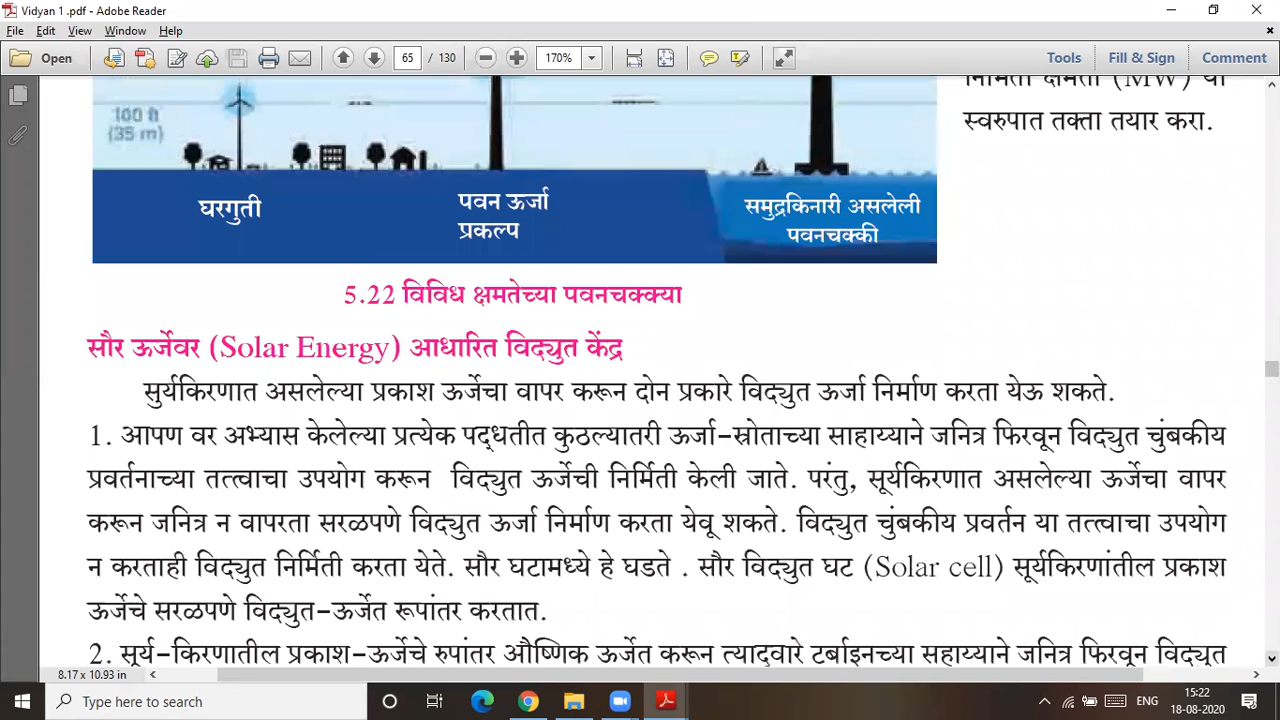 Vidyan 1 .pdf - Adobe Reader
File Edit View Window Help
Open 65 / 130 170% Tools Fill & Sign Comment
100 ft
(35 m)
घरगुती
पवन ऊर्जा
प्रकल्प
समुद्रकिनारी असलेली
पवनचक्की
निर्मिती क्षमता (MW) या
स्वरुपात तक्ता तयार करा.
5.22 विविध क्षमतेच्या पवनचक्क्या
सौर ऊर्जेवर (Solar Energy) आधारित विद्युत केंद्र
सुर्यकिरणात असलेल्या प्रकाश ऊर्जेचा वापर करून दोन प्रकारे विद्युत ऊर्जा निर्माण करता येऊ शकते.
1. आपण वर अभ्यास केलेल्या प्रत्येक पद्धतीत कुठल्यातरी ऊर्जा-स्रोताच्या साहाय्याने जनित्र फिरवून विद्युत चुंबकीय
प्रवर्तनाच्या तत्त्वाचा उपयोग करून विद्युत ऊर्जेची निर्मिती केली जाते. परंतु, सूर्यकिरणात असलेल्या ऊर्जेचा वापर
करून जनित्र न वापरता सरळपणे विद्युत ऊर्जा निर्माण करता येवू शकते. विद्युत चुंबकीय प्रवर्तन या तत्त्वाचा उपयोग
न करताही विद्युत निर्मिती करता येते. सौर घटामध्ये हे घडते . सौर विद्युत घट (Solar cell) सूर्यकिरणांतील प्रकाश
ऊर्जेचे सरळपणे विद्युत-ऊर्जेत रूपांतर करतात.
2. सूर्य-किरणातील प्रकाश-ऊर्जेचे रुपांतर औष्णिक ऊर्जेत करून त्याद्वारे टर्बाइनच्या सहाय्याने जनित्र फिरवून विद्युत
8.17 x 10.93 in
Type here to search
ENG
15:22
18-08-2020